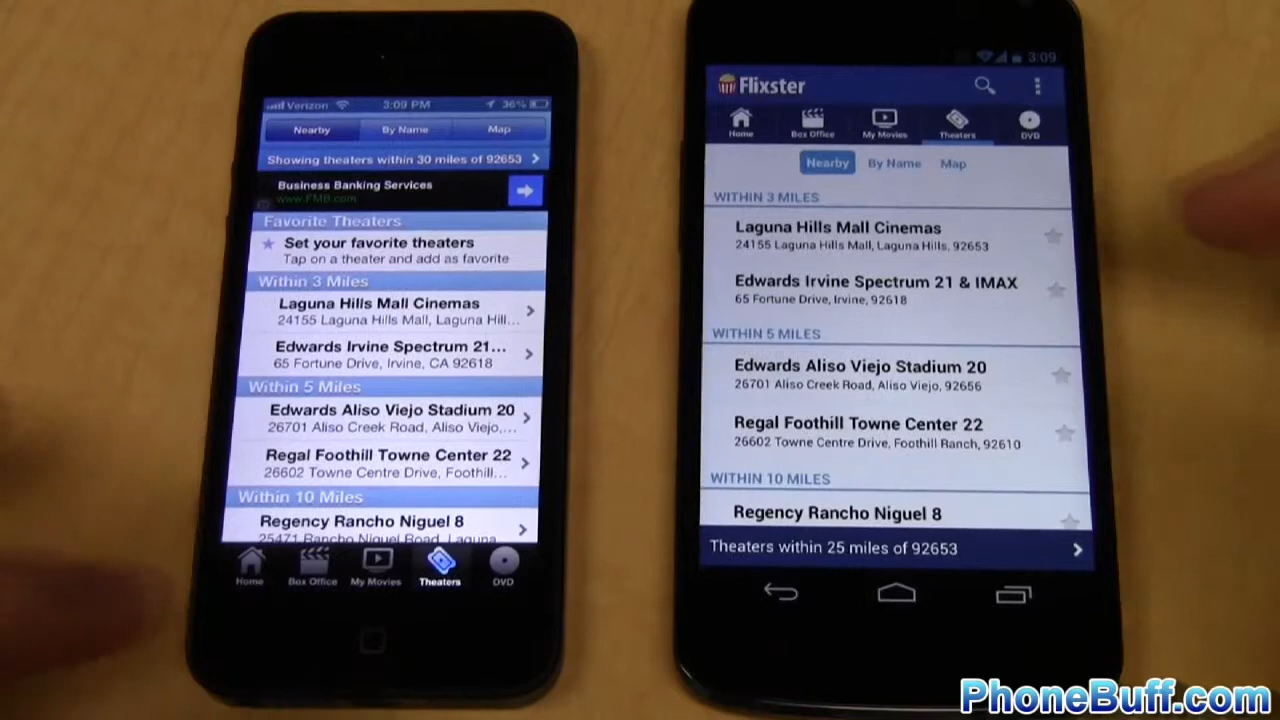 Verizon 3:09 PM 36%
Nearby By Name Map
Showing theaters within 30 miles of 92653
Business Banking Services
www.FMB.com
Favorite Theaters
Set your favorite theaters
Tap on a theater and add as favorite
Within 3 Miles
Laguna Hills Mall Cinemas
24155 Laguna Hills Mall, Laguna Hill...
Edwards Irvine Spectrum 21...
65 Fortune Drive, Irvine, CA 92618
Within 5 Miles
Edwards Aliso Viejo Stadium 20
26701 Aliso Creek Road, Aliso Viejo,...
Regal Foothill Towne Center 22
26602 Towne Centre Drive, Foothill...
Within 10 Miles
Regency Rancho Niguel 8
25471 Rancho Niguel Road, Laguna
Home Box Office My Movies Theaters DVD
3:09
Flixster
Home Box Office My Movies Theaters DVD
Nearby By Name Map
WITHIN 3 MILES
Laguna Hills Mall Cinemas
24155 Laguna Hills Mall, Laguna Hills, 92653
Edwards Irvine Spectrum 21 & IMAX
65 Fortune Drive, Irvine, 92618
WITHIN 5 MILES
Edwards Aliso Viejo Stadium 20
26701 Aliso Creek Road, Aliso Viejo, 92656
Regal Foothill Towne Center 22
26602 Towne Centre Drive, Foothill Ranch, 92610
WITHIN 10 MILES
Regency Rancho Niguel 8
Theaters within 25 miles of 92653
PhoneBuff.com